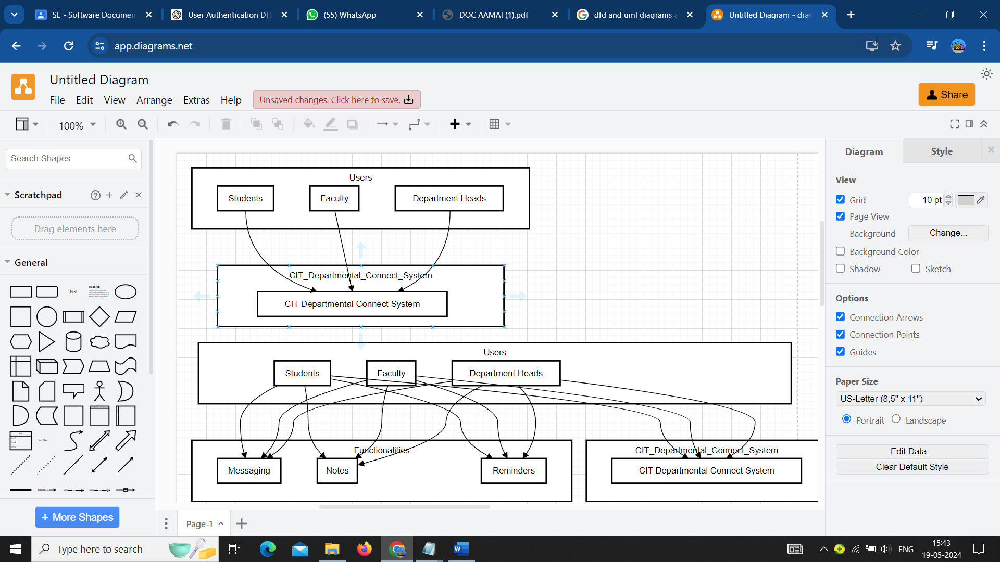 SE - Software Documen
User Authentication DF
(55) WhatsApp
DOC AAMAI (1).pdf
dfd and uml diagrams a
Untitled Diagram - draw
app.diagrams.net
Untitled Diagram
File Edit View Arrange Extras Help
Unsaved changes. Click here to save.
Share
100%
Search Shapes
Scratchpad
Drag elements here
General
Text
Heading
List Item
+ More Shapes
Users
Students
Faculty
Department Heads
CIT_Departmental_Connect_System
CIT Departmental Connect System
Users
Students
Faculty
Department Heads
Functionalities
Messaging
Notes
Reminders
CIT_Departmental_Connect_System
CIT Departmental Connect System
Page-1
Diagram
Style
View
Grid
10 pt
Page View
Background
Change...
Background Color
Shadow
Sketch
Options
Connection Arrows
Connection Points
Guides
Paper Size
US-Letter (8,5" x 11")
Portrait
Landscape
Edit Data...
Clear Default Style
Type here to search
ENG
15:43
19-05-2024